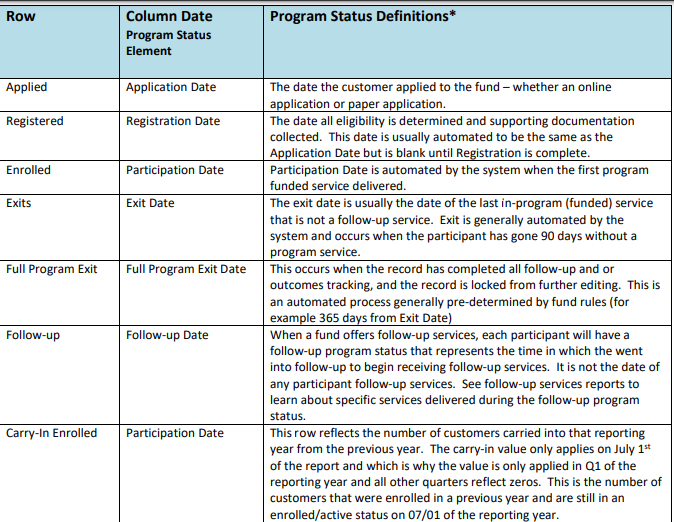 Row
Column Date
Program Status
Element
Program Status Definitions*
Applied
Application Date
The date the customer applied to the fund – whether an online
application or paper application.
Registered
Registration Date
The date all eligibility is determined and supporting documentation
collected.  This date is usually automated to be the same as the
Application Date but is blank until Registration is complete.
Enrolled
Participation Date
Participation Date is automated by the system when the first program
funded service delivered.
Exits
Exit Date
The exit date is usually the date of the last in-program (funded) service
that is not a follow-up service.  Exit is generally automated by the
system and occurs when the participant has gone 90 days without a
program service.
Full Program Exit
Full Program Exit Date
This occurs when the record has completed all follow-up and or
outcomes tracking, and the record is locked from further editing.  This is
an automated process generally pre-determined by fund rules (for
example 365 days from Exit Date)
Follow-up
Follow-up Date
When a fund offers follow-up services, each participant will have a
follow-up program status that represents the time in which the went
into follow-up to begin receiving follow-up services.  It is not the date of
any participant follow-up services.  See follow-up services reports to
learn about specific services delivered during the follow-up program
status.
Carry-In Enrolled
Participation Date
This row reflects the number of customers carried into that reporting
year from the previous year.  The carry-in value only applies on July 1st
of the report and which is why the value is only applied in Q1 of the
reporting year and all other quarters reflect zeros.  This is the number of
customers that were enrolled in a previous year and are still in an
enrolled/active status on 07/01 of the reporting year.